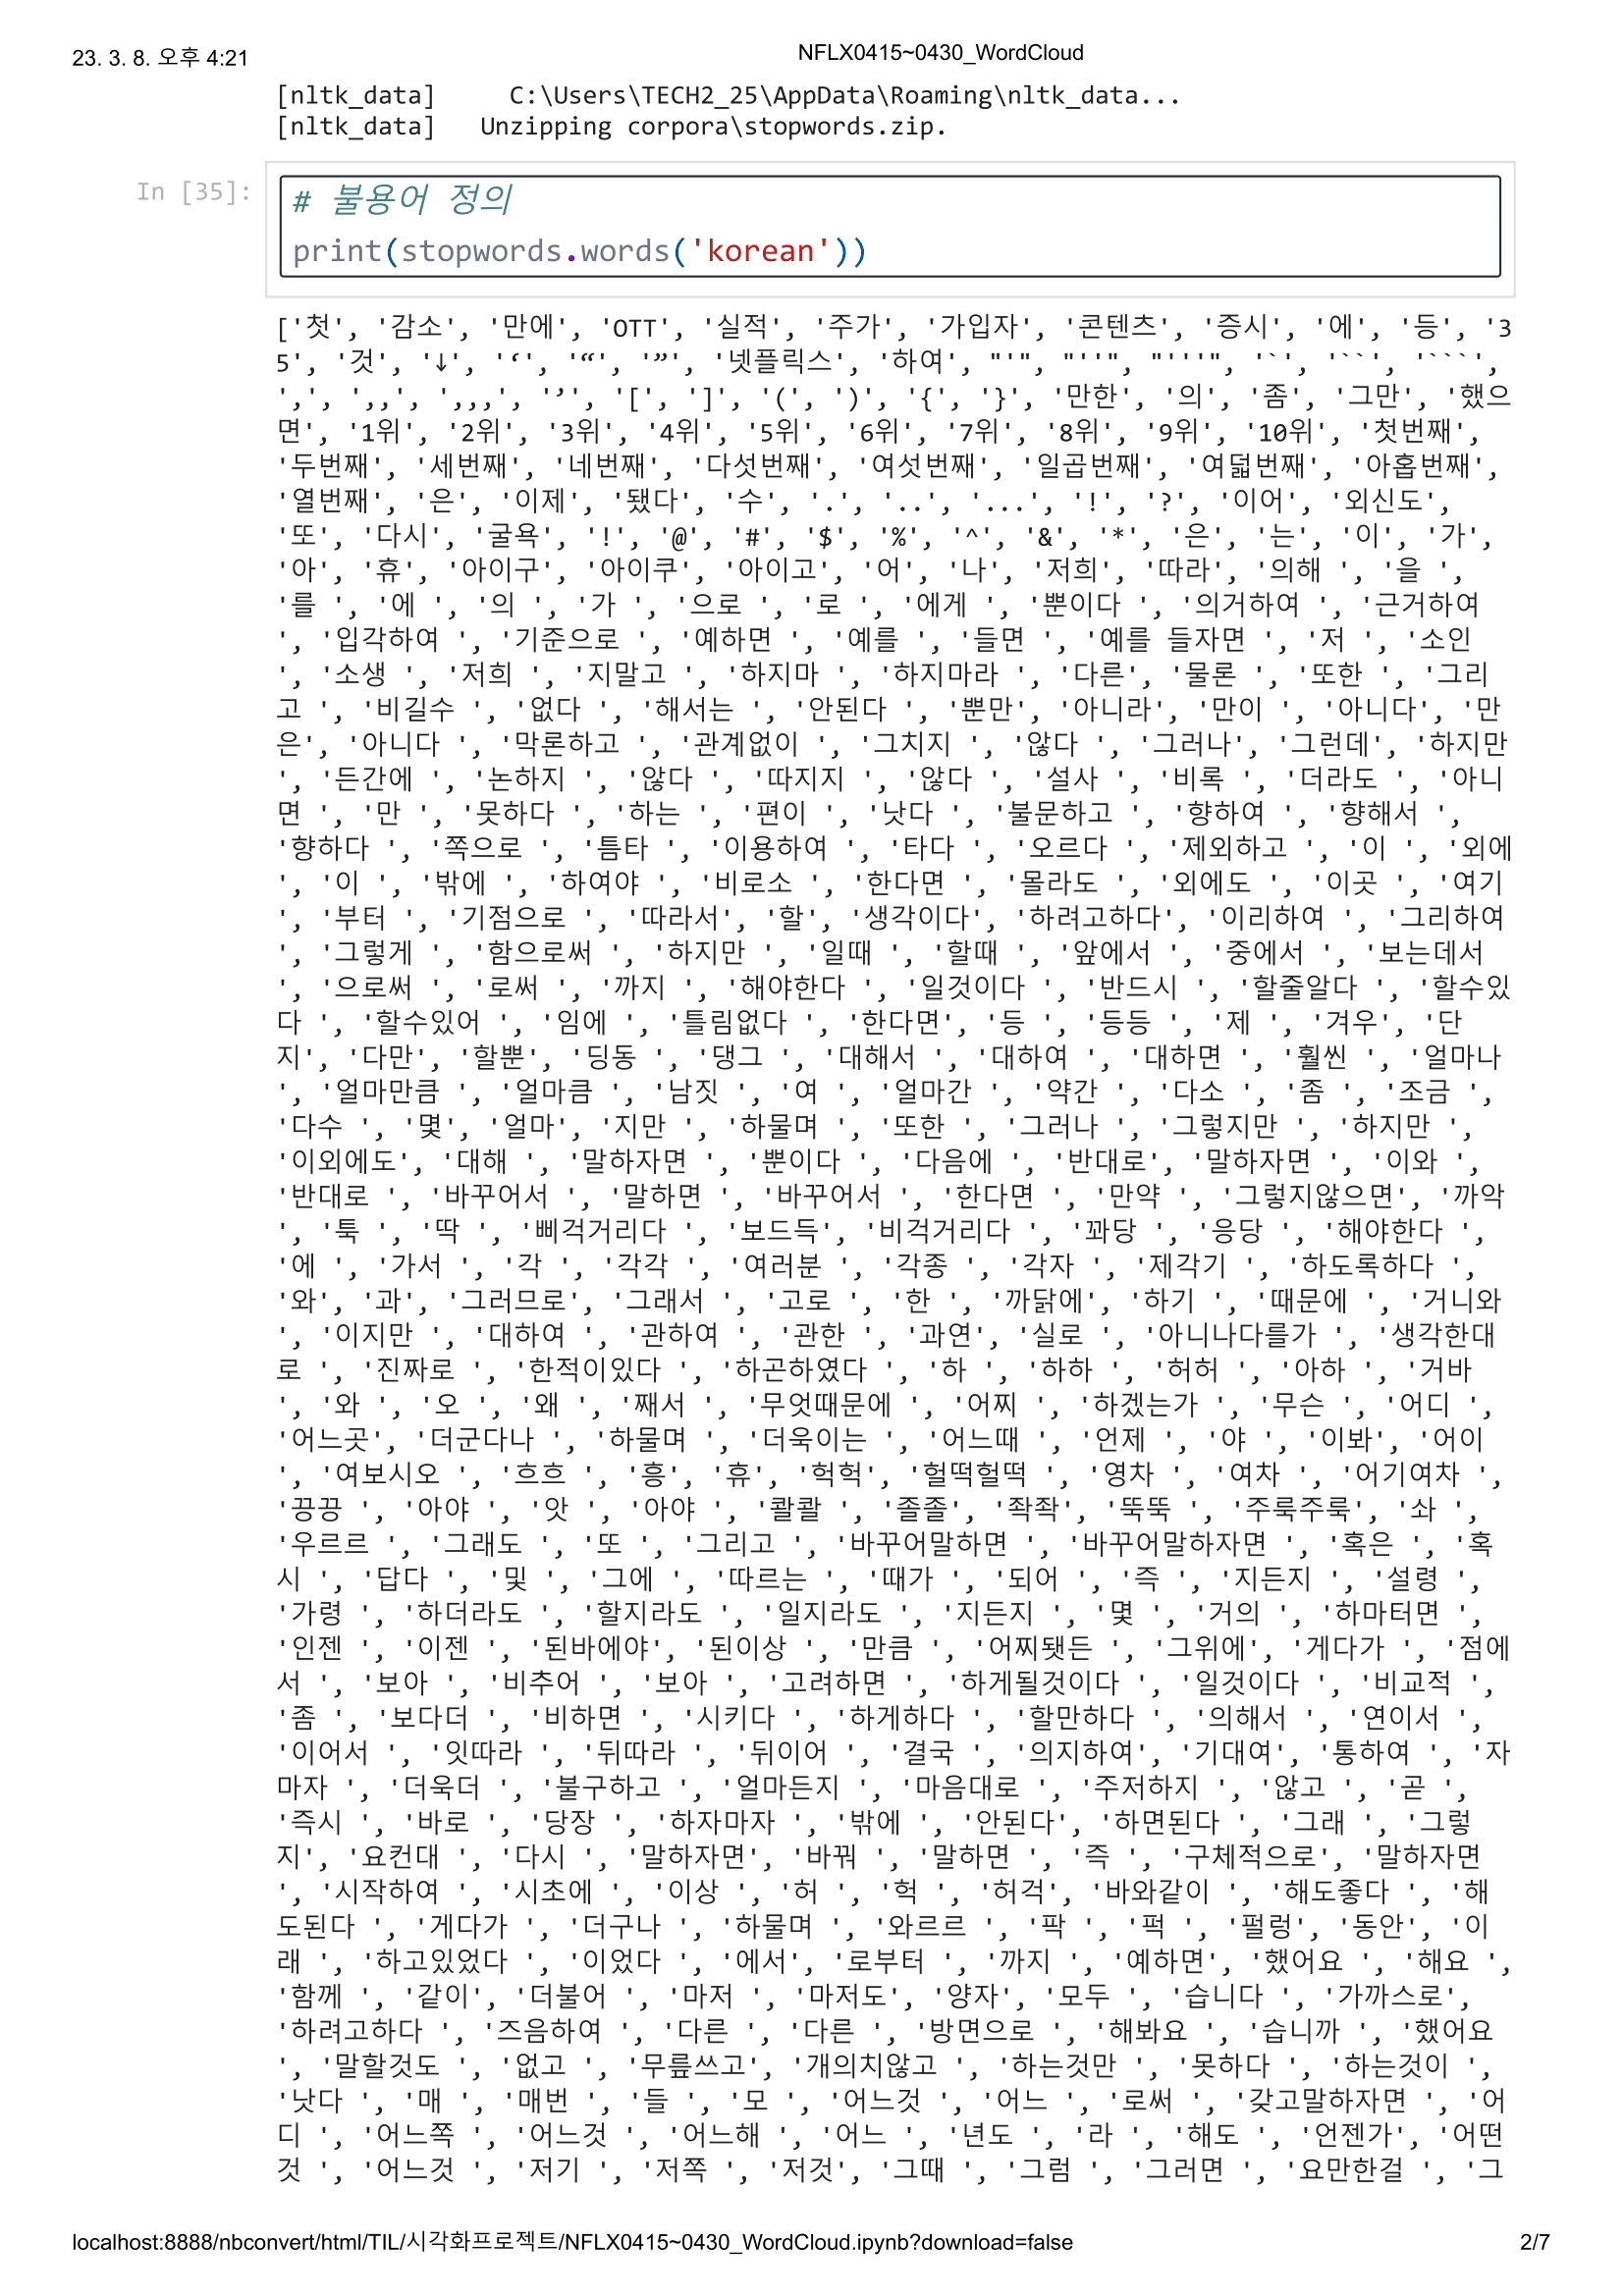 23. 3. 8. 오후 4:21
NFLX0415~0430_WordCloud
[nltk_data]     C:\Users\TECH2_25\AppData\Roaming\nltk_data...
[nltk_data]   Unzipping corpora\stopwords.zip.
In [35]:
# 불용어 정의
print(stopwords.words('korean'))
['첫', '감소', '만에', 'OTT', '실적', '주가', '가입자', '콘텐츠', '증시', '에', '등', '3
5', '것', '↓', '‘', '“', '”', '넷플릭스', '하여', "'", "''", "'''", '`', '``', '```',
',', ',,', ',,,', '’', '[', ']', '(', ')', '{', '}', '만한', '의', '좀', '그만', '했으
면', '1위', '2위', '3위', '4위', '5위', '6위', '7위', '8위', '9위', '10위', '첫번째',
'두번째', '세번째', '네번째', '다섯번째', '여섯번째', '일곱번째', '여덟번째', '아홉번째',
'열번째', '은', '이제', '됐다', '수', '.', '..', '...', '!', '?', '이어', '외신도',
'또', '다시', '굴욕', '!', '@', '#', '$', '%', '^', '&', '*', '은', '는', '이', '가',
'아', '휴', '아이구', '아이쿠', '아이고', '어', '나', '저희', '따라', '의해 ', '을 ',
'를 ', '에 ', '의 ', '가 ', '으로 ', '로 ', '에게 ', '뿐이다 ', '의거하여 ', '근거하여
', '입각하여 ', '기준으로 ', '예하면 ', '예를 ', '들면 ', '예를 들자면 ', '저 ', '소인
', '소생 ', '저희 ', '지말고 ', '하지마 ', '하지마라 ', '다른', '물론 ', '또한 ', '그리
고 ', '비길수 ', '없다 ', '해서는 ', '안된다 ', '뿐만', '아니라', '만이 ', '아니다', '만
은', '아니다 ', '막론하고 ', '관계없이 ', '그치지 ', '않다 ', '그러나', '그런데', '하지만
', '든간에 ', '논하지 ', '않다 ', '따지지 ', '않다 ', '설사 ', '비록 ', '더라도 ', '아니
면 ', '만 ', '못하다 ', '하는 ', '편이 ', '낫다 ', '불문하고 ', '향하여 ', '향해서 ',
'향하다 ', '쪽으로 ', '틈타 ', '이용하여 ', '타다 ', '오르다 ', '제외하고 ', '이 ', '외에
', '이 ', '밖에 ', '하여야 ', '비로소 ', '한다면 ', '몰라도 ', '외에도 ', '이곳 ', '여기
', '부터 ', '기점으로 ', '따라서', '할', '생각이다', '하려고하다', '이리하여 ', '그리하여
', '그렇게 ', '함으로써 ', '하지만 ', '일때 ', '할때 ', '앞에서 ', '중에서 ', '보는데서
', '으로써 ', '로써 ', '까지 ', '해야한다 ', '일것이다 ', '반드시 ', '할줄알다 ', '할수있
다 ', '할수있어 ', '임에 ', '틀림없다 ', '한다면', '등 ', '등등 ', '제 ', '겨우', '단
지', '다만', '할뿐', '딩동 ', '댕그 ', '대해서 ', '대하여 ', '대하면 ', '훨씬 ', '얼마나
', '얼마만큼 ', '얼마큼 ', '남짓 ', '여 ', '얼마간 ', '약간 ', '다소 ', '좀 ', '조금 ',
'다수 ', '몇', '얼마', '지만 ', '하물며 ', '또한 ', '그러나 ', '그렇지만 ', '하지만 ',
'이외에도', '대해 ', '말하자면 ', '뿐이다 ', '다음에 ', '반대로', '말하자면 ', '이와 ',
'반대로 ', '바꾸어서 ', '말하면 ', '바꾸어서 ', '한다면 ', '만약 ', '그렇지않으면', '까악
', '툭 ', '딱 ', '삐걱거리다 ', '보드득', '비걱거리다 ', '꽈당 ', '응당 ', '해야한다 ',
'에 ', '가서 ', '각 ', '각각 ', '여러분 ', '각종 ', '각자 ', '제각기 ', '하도록하다 ',
'와', '과', '그러므로', '그래서 ', '고로 ', '한 ', '까닭에', '하기 ', '때문에 ', '거니와
', '이지만 ', '대하여 ', '관하여 ', '관한 ', '과연', '실로 ', '아니나다를가 ', '생각한대
로 ', '진짜로 ', '한적이있다 ', '하곤하였다 ', '하 ', '하하 ', '허허 ', '아하 ', '거바
', '와 ', '오 ', '왜 ', '째서 ', '무엇때문에 ', '어찌 ', '하겠는가 ', '무슨 ', '어디 ',
'어느곳', '더군다나 ', '하물며 ', '더욱이는 ', '어느때 ', '언제 ', '야 ', '이봐', '어이
', '여보시오 ', '흐흐 ', '흥', '휴', '헉헉', '헐떡헐떡 ', '영차 ', '여차 ', '어기여차 ',
'끙끙 ', '아야 ', '앗 ', '아야 ', '콸콸 ', '졸졸', '좍좍', '뚝뚝 ', '주룩주룩', '솨 ',
'우르르 ', '그래도 ', '또 ', '그리고 ', '바꾸어말하면 ', '바꾸어말하자면 ', '혹은 ', '혹
시 ', '답다 ', '및 ', '그에 ', '따르는 ', '때가 ', '되어 ', '즉 ', '지든지 ', '설령 ',
'가령 ', '하더라도 ', '할지라도 ', '일지라도 ', '지든지 ', '몇 ', '거의 ', '하마터면 ',
'인젠 ', '이젠 ', '된바에야', '된이상 ', '만큼 ', '어찌됏든 ', '그위에', '게다가 ', '점에
서 ', '보아 ', '비추어 ', '보아 ', '고려하면 ', '하게될것이다 ', '일것이다 ', '비교적 ',
'좀 ', '보다더 ', '비하면 ', '시키다 ', '하게하다 ', '할만하다 ', '의해서 ', '연이서 ',
'이어서 ', '잇따라 ', '뒤따라 ', '뒤이어 ', '결국 ', '의지하여', '기대여', '통하여 ', '자
마자 ', '더욱더 ', '불구하고 ', '얼마든지 ', '마음대로 ', '주저하지 ', '않고 ', '곧 ',
'즉시 ', '바로 ', '당장 ', '하자마자 ', '밖에 ', '안된다', '하면된다 ', '그래 ', '그렇
지', '요컨대 ', '다시 ', '말하자면', '바꿔 ', '말하면 ', '즉 ', '구체적으로', '말하자면
', '시작하여 ', '시초에 ', '이상 ', '허 ', '헉 ', '허걱', '바와같이 ', '해도좋다 ', '해
도된다 ', '게다가 ', '더구나 ', '하물며 ', '와르르 ', '팍 ', '퍽 ', '펄렁', '동안', '이
래 ', '하고있었다 ', '이었다 ', '에서', '로부터 ', '까지 ', '예하면', '했어요 ', '해요 ',
'함께 ', '같이', '더불어 ', '마저 ', '마저도', '양자', '모두 ', '습니다 ', '가까스로',
'하려고하다 ', '즈음하여 ', '다른 ', '다른 ', '방면으로 ', '해봐요 ', '습니까 ', '했어요
', '말할것도 ', '없고 ', '무릎쓰고', '개의치않고 ', '하는것만 ', '못하다 ', '하는것이 ',
'낫다 ', '매 ', '매번 ', '들 ', '모 ', '어느것 ', '어느 ', '로써 ', '갖고말하자면 ', '어
디 ', '어느쪽 ', '어느것 ', '어느해 ', '어느 ', '년도 ', '라 ', '해도 ', '언젠가', '어떤
것 ', '어느것 ', '저기 ', '저쪽 ', '저것', '그때 ', '그럼 ', '그러면 ', '요만한걸 ', '그
localhost:8888/nbconvert/html/TIL/시각화프로젝트/NFLX0415~0430_WordCloud.ipynb?download=false
2/7